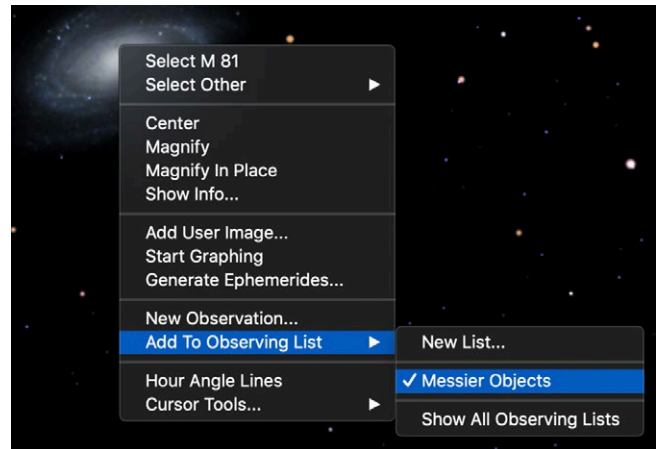 Select M 81
Select Other
Center
Magnify
Magnify In Place
Show Info...
Add User Image...
Start Graphing
Generate Ephemerides...
New Observation...
Add To Observing List
Hour Angle Lines
Cursor Tools...
New List...
Messier Objects
Show All Observing Lists